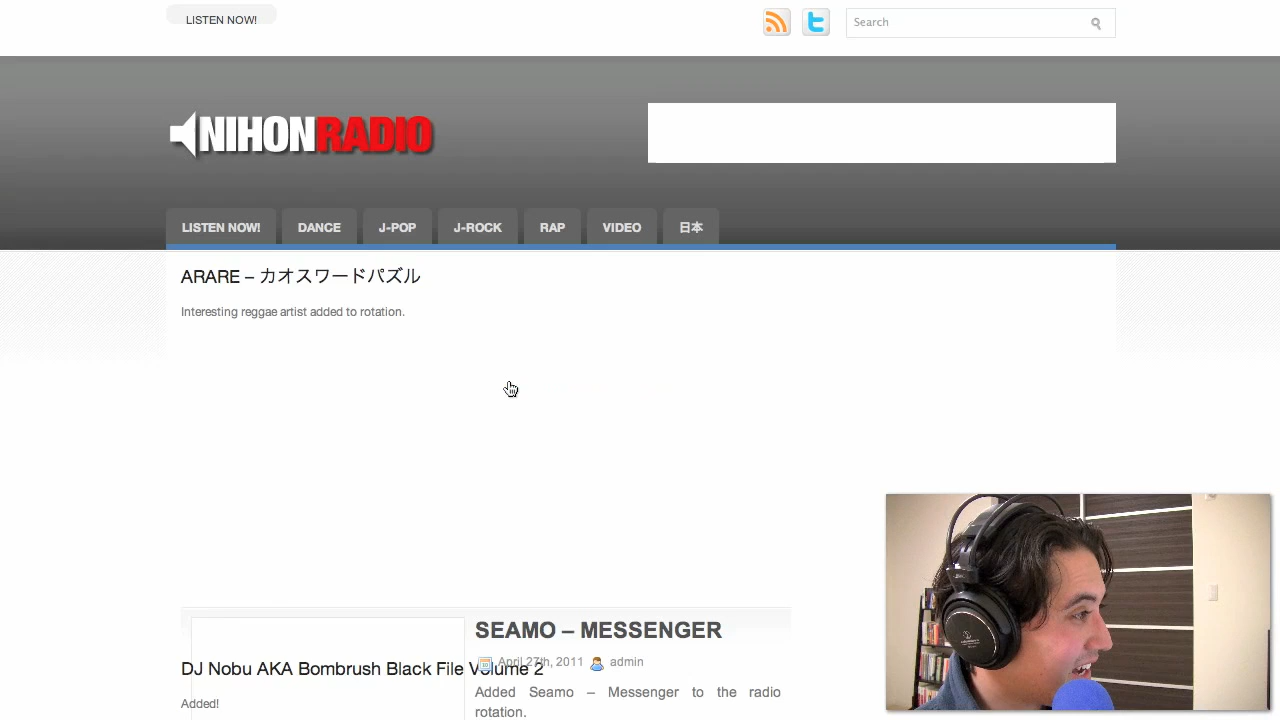 LISTEN NOW!
Search
NIHONRADIO
LISTEN NOW!
DANCE
J-POP
J-ROCK
RAP
VIDEO
日本
ARARE – カオスワードパズル
Interesting reggae artist added to rotation.
SEAMO – MESSENGER
April 27th, 2011 admin
DJ Nobu AKA Bombrush Black File Volume 2
Added Seamo – Messenger to the radio
rotation.
Added!